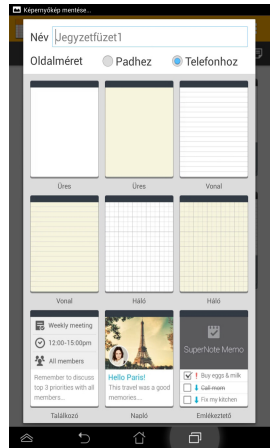 Képernyőkép mentése...
Név Jegyzetfüzet1
Oldalméret Padhez Telefonhoz
Üres Üres Vonal
Vonal Háló Háló
Weekly meeting
12:00-15:00pm
All members
Remember to discuss
top 3 priorities with all
members...
Hello Paris!
This travel was a good
memories...
SuperNote Memo
Buy eggs & milk
Call mom
Fix my kitchen
Találkozó Napló Emlékeztető